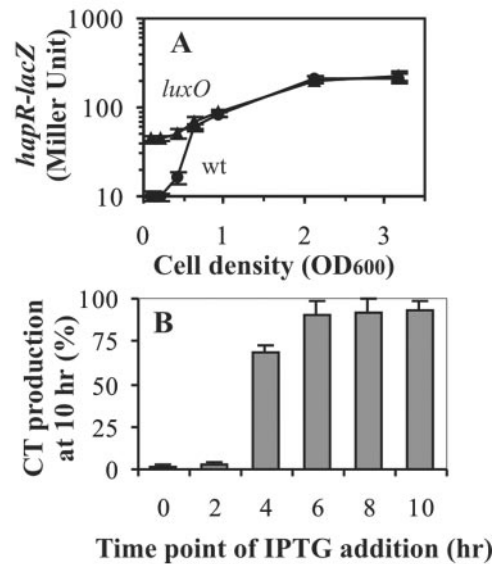 A
hapR-lacZ
(Miller Unit)
1000
100
10
luxO
wt
0 1 2 3
Cell density (OD600)
B
CT production
at 10 hr (%)
100
75
50
25
0
0 2 4 6 8 10
Time point of IPTG addition (hr)